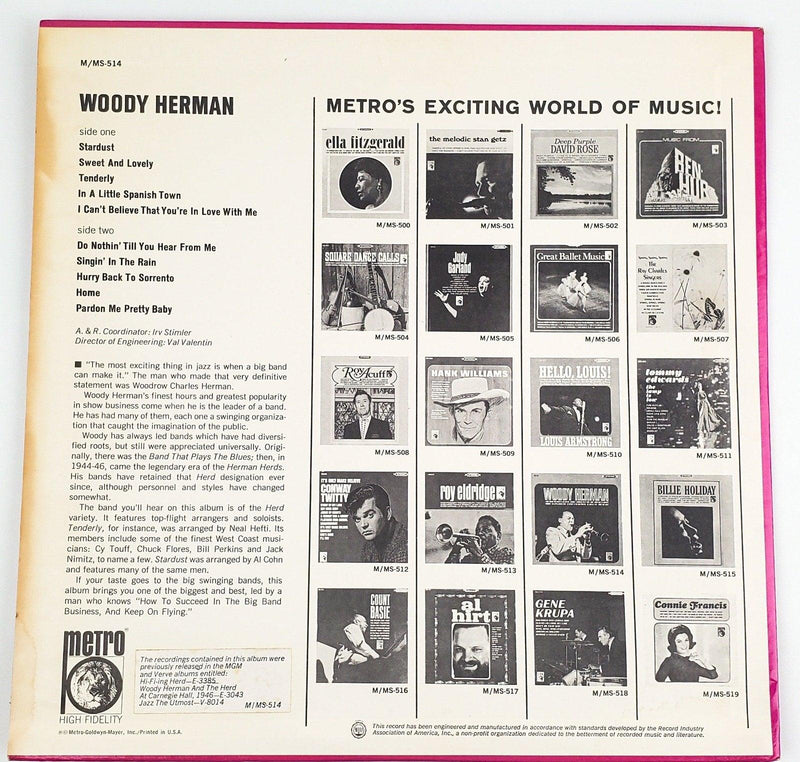 M/MS-514
WOODY HERMAN
side one
Stardust
Sweet And Lovely
Tenderly
In A Little Spanish Town
I Can't Believe That You're In Love With Me
side two
Do Nothin' Till You Hear From Me
Singin' In The Rain
Hurry Back To Sorrento
Home
Pardon Me Pretty Baby
A. & R. Coordinator: Irv Stimler
Director of Engineering: Val Valentin
"The most exciting thing in jazz is when a big band
can make it." The man who made that very definitive
statement was Woodrow Charles Herman.
Woody Herman's finest hours and greatest popularity
in show business come when he is the leader of a band.
He has had many of them, each one a swinging organiza-
tion that caught the imagination of the public.
Woody has always led bands which have had diversi-
fied roots, but still were appreciated universally. Origi-
nally, there was the Band That Plays The Blues; then, in
1944-46, came the legendary era of the Herman Herds.
His bands have retained that Herd designation ever
since, although personnel and styles have changed
somewhat.
The band you'll hear on this album is of the Herd
variety. It features top-flight arrangers and soloists.
Tenderly, for instance, was arranged by Neal Hefti. Its
members include some of the finest West Coast musi-
cians: Cy Touff, Chuck Flores, Bill Perkins and Jack
Nimitz, to name a few. Stardust was arranged by Al Cohn
and features many of the same men.
If your taste goes to the big swinging bands, this
album brings you one of the biggest and best, led by a
man who knows "How To Succeed In The Big Band
Business, And Keep On Flying."
metro
HIGH FIDELITY
The recordings contained in this album were
previously released in the MGM
and Verve albums entitled:
Hi-Fi-ing Herd—E-3385
Woody Herman And The Herd
At Carnegie Hall, 1946—E-3043
Jazz The Utmost—V-8014
M/MS-514
Metro-Goldwyn-Mayer, Inc./Printed in U.S.A.
METRO'S EXCITING WORLD OF MUSIC!
ella fitzgerald
M/MS-500
the melodic stan getz
M/MS-501
Deep Purple
DAVID ROSE
M/MS-502
MUSIC FROM
BEN-HUR
M/MS-503
SQUARE DANCE CALLS
M/MS-504
Judy
Garland
M/MS-505
Great Ballet Music
M/MS-506
The
Ray Charles
Singers
M/MS-507
Roy Acuff
M/MS-508
HANK WILLIAMS
M/MS-509
HELLO, LOUIS!
LOUIS ARMSTRONG
M/MS-510
tommy
edwards
the
lamp
is
low
M/MS-511
IT'S ONLY MAKE BELIEVE
CONWAY
TWITTY
M/MS-512
roy eldridge
M/MS-513
WOODY HERMAN
M/MS-514
BILLIE HOLIDAY
M/MS-515
COUNT
BASIE
M/MS-516
al
hirt
M/MS-517
GENE
KRUPA
M/MS-518
Connie Francis
M/MS-519
This record has been engineered and manufactured in accordance with standards developed by the Record Industry
Association of America, Inc., a non-profit organization dedicated to the betterment of recorded music and literature.